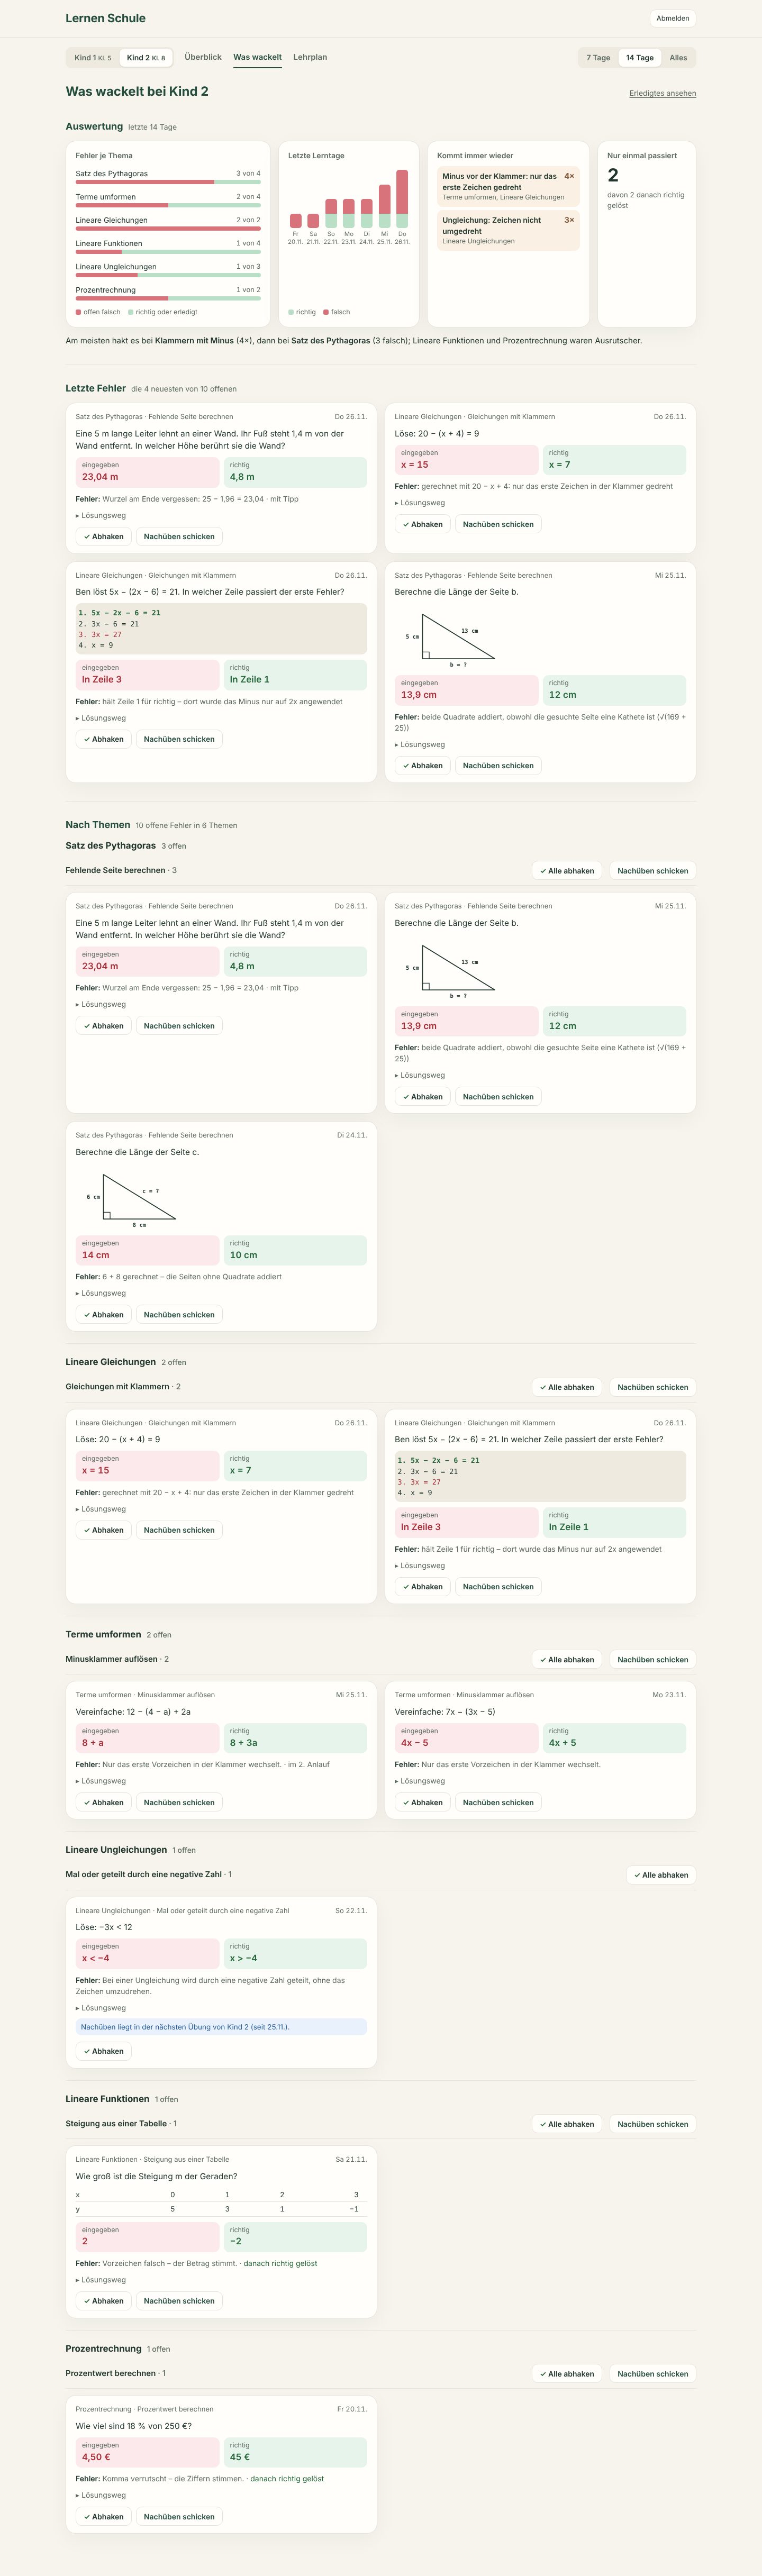 Lernen Schule
Abmelden
Kind 1 Kl. 5
Kind 2 Kl. 8
Überblick
Was wackelt
Lehrplan
7 Tage
14 Tage
Alles
Was wackelt bei Kind 2
Erledigtes ansehen
Auswertung letzte 14 Tage
Fehler je Thema
Satz des Pythagoras 3 von 4
Terme umformen 2 von 4
Lineare Gleichungen 2 von 2
Lineare Funktionen 1 von 4
Lineare Ungleichungen 1 von 3
Prozentrechnung 1 von 2
offen falsch richtig oder erledigt
Letzte Lerntage
Fr Sa So Mo Di Mi Do
20.11. 21.11. 22.11. 23.11. 24.11. 25.11. 26.11.
richtig falsch
Kommt immer wieder
Minus vor der Klammer: nur das 4×
erste Zeichen gedreht
Terme umformen, Lineare Gleichungen
Ungleichung: Zeichen nicht 3×
umgedreht
Lineare Ungleichungen
Nur einmal passiert
2
davon 2 danach richtig
gelöst
Am meisten hakt es bei Klammern mit Minus (4×), dann bei Satz des Pythagoras (3 falsch); Lineare Funktionen und Prozentrechnung waren Ausrutscher.
Letzte Fehler die 4 neuesten von 10 offenen
Satz des Pythagoras · Fehlende Seite berechnen Do 26.11.
Eine 5 m lange Leiter lehnt an einer Wand. Ihr Fuß steht 1,4 m von der
Wand entfernt. In welcher Höhe berührt sie die Wand?
eingegeben richtig
23,04 m 4,8 m
Fehler: Wurzel am Ende vergessen: 25 − 1,96 = 23,04 · mit Tipp
▸ Lösungsweg
✓ Abhaken Nachüben schicken
Lineare Gleichungen · Gleichungen mit Klammern Do 26.11.
Löse: 20 − (x + 4) = 9
eingegeben richtig
x = 15 x = 7
Fehler: gerechnet mit 20 − x + 4: nur das erste Zeichen in der Klammer gedreht
▸ Lösungsweg
✓ Abhaken Nachüben schicken
Lineare Gleichungen · Gleichungen mit Klammern Do 26.11.
Ben löst 5x − (2x − 6) = 21. In welcher Zeile passiert der erste Fehler?
1. 5x − 2x − 6 = 21
2. 3x − 6 = 21
3. 3x = 27
4. x = 9
eingegeben richtig
In Zeile 3 In Zeile 1
Fehler: hält Zeile 1 für richtig – dort wurde das Minus nur auf 2x angewendet
▸ Lösungsweg
✓ Abhaken Nachüben schicken
Satz des Pythagoras · Fehlende Seite berechnen Mi 25.11.
Berechne die Länge der Seite b.
13 cm
5 cm
b = ?
eingegeben richtig
13,9 cm 12 cm
Fehler: beide Quadrate addiert, obwohl die gesuchte Seite eine Kathete ist (√(169 +
25))
▸ Lösungsweg
✓ Abhaken Nachüben schicken
Nach Themen 10 offene Fehler in 6 Themen
Satz des Pythagoras 3 offen
Fehlende Seite berechnen · 3 ✓ Alle abhaken Nachüben schicken
Satz des Pythagoras · Fehlende Seite berechnen Do 26.11.
Eine 5 m lange Leiter lehnt an einer Wand. Ihr Fuß steht 1,4 m von der
Wand entfernt. In welcher Höhe berührt sie die Wand?
eingegeben richtig
23,04 m 4,8 m
Fehler: Wurzel am Ende vergessen: 25 − 1,96 = 23,04 · mit Tipp
▸ Lösungsweg
✓ Abhaken Nachüben schicken
Satz des Pythagoras · Fehlende Seite berechnen Mi 25.11.
Berechne die Länge der Seite b.
13 cm
5 cm
b = ?
eingegeben richtig
13,9 cm 12 cm
Fehler: beide Quadrate addiert, obwohl die gesuchte Seite eine Kathete ist (√(169 +
25))
▸ Lösungsweg
✓ Abhaken Nachüben schicken
Satz des Pythagoras · Fehlende Seite berechnen Di 24.11.
Berechne die Länge der Seite c.
c = ?
6 cm
8 cm
eingegeben richtig
14 cm 10 cm
Fehler: 6 + 8 gerechnet – die Seiten ohne Quadrate addiert
▸ Lösungsweg
✓ Abhaken Nachüben schicken
Lineare Gleichungen 2 offen
Gleichungen mit Klammern · 2 ✓ Alle abhaken Nachüben schicken
Lineare Gleichungen · Gleichungen mit Klammern Do 26.11.
Löse: 20 − (x + 4) = 9
eingegeben richtig
x = 15 x = 7
Fehler: gerechnet mit 20 − x + 4: nur das erste Zeichen in der Klammer gedreht
▸ Lösungsweg
✓ Abhaken Nachüben schicken
Lineare Gleichungen · Gleichungen mit Klammern Do 26.11.
Ben löst 5x − (2x − 6) = 21. In welcher Zeile passiert der erste Fehler?
1. 5x − 2x − 6 = 21
2. 3x − 6 = 21
3. 3x = 27
4. x = 9
eingegeben richtig
In Zeile 3 In Zeile 1
Fehler: hält Zeile 1 für richtig – dort wurde das Minus nur auf 2x angewendet
▸ Lösungsweg
✓ Abhaken Nachüben schicken
Terme umformen 2 offen
Minusklammer auflösen · 2 ✓ Alle abhaken Nachüben schicken
Terme umformen · Minusklammer auflösen Mi 25.11.
Vereinfache: 12 − (4 − a) + 2a
eingegeben richtig
8 + a 8 + 3a
Fehler: Nur das erste Vorzeichen in der Klammer wechselt. · im 2. Anlauf
▸ Lösungsweg
✓ Abhaken Nachüben schicken
Terme umformen · Minusklammer auflösen Mo 23.11.
Vereinfache: 7x − (3x − 5)
eingegeben richtig
4x − 5 4x + 5
Fehler: Nur das erste Vorzeichen in der Klammer wechselt.
▸ Lösungsweg
✓ Abhaken Nachüben schicken
Lineare Ungleichungen 1 offen
Mal oder geteilt durch eine negative Zahl · 1 ✓ Alle abhaken
Lineare Ungleichungen · Mal oder geteilt durch eine negative Zahl So 22.11.
Löse: −3x < 12
eingegeben richtig
x < −4 x > −4
Fehler: Bei einer Ungleichung wird durch eine negative Zahl geteilt, ohne das
Zeichen umzudrehen.
▸ Lösungsweg
Nachüben liegt in der nächsten Übung von Kind 2 (seit 25.11.).
✓ Abhaken
Lineare Funktionen 1 offen
Steigung aus einer Tabelle · 1 ✓ Alle abhaken Nachüben schicken
Lineare Funktionen · Steigung aus einer Tabelle Sa 21.11.
Wie groß ist die Steigung m der Geraden?
x 0 1 2 3
y 5 3 1 −1
eingegeben richtig
2 −2
Fehler: Vorzeichen falsch – der Betrag stimmt. · danach richtig gelöst
▸ Lösungsweg
✓ Abhaken Nachüben schicken
Prozentrechnung 1 offen
Prozentwert berechnen · 1 ✓ Alle abhaken Nachüben schicken
Prozentrechnung · Prozentwert berechnen Fr 20.11.
Wie viel sind 18 % von 250 €?
eingegeben richtig
4,50 € 45 €
Fehler: Komma verrutscht – die Ziffern stimmen. · danach richtig gelöst
▸ Lösungsweg
✓ Abhaken Nachüben schicken